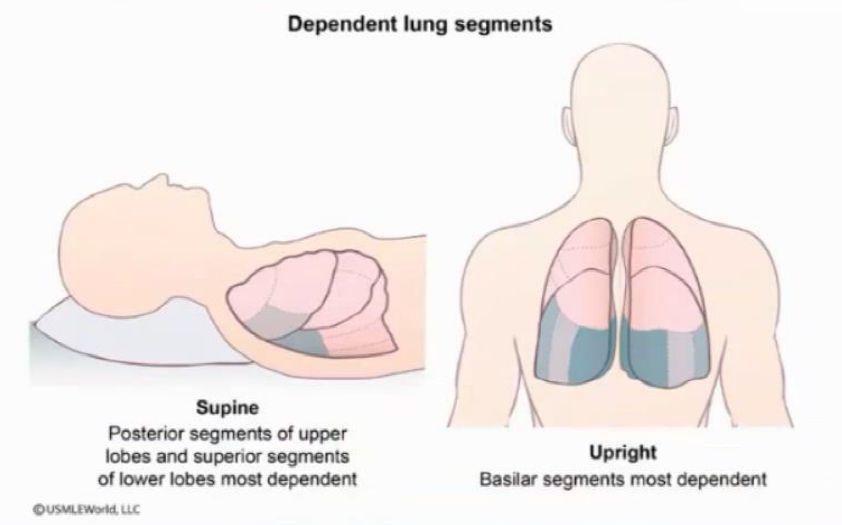 Dependent lung segments
Supine
Posterior segments of upper
lobes and superior segments
of lower lobes most dependent
Upright
Basilar segments most dependent
©USMLEWorld, LLC